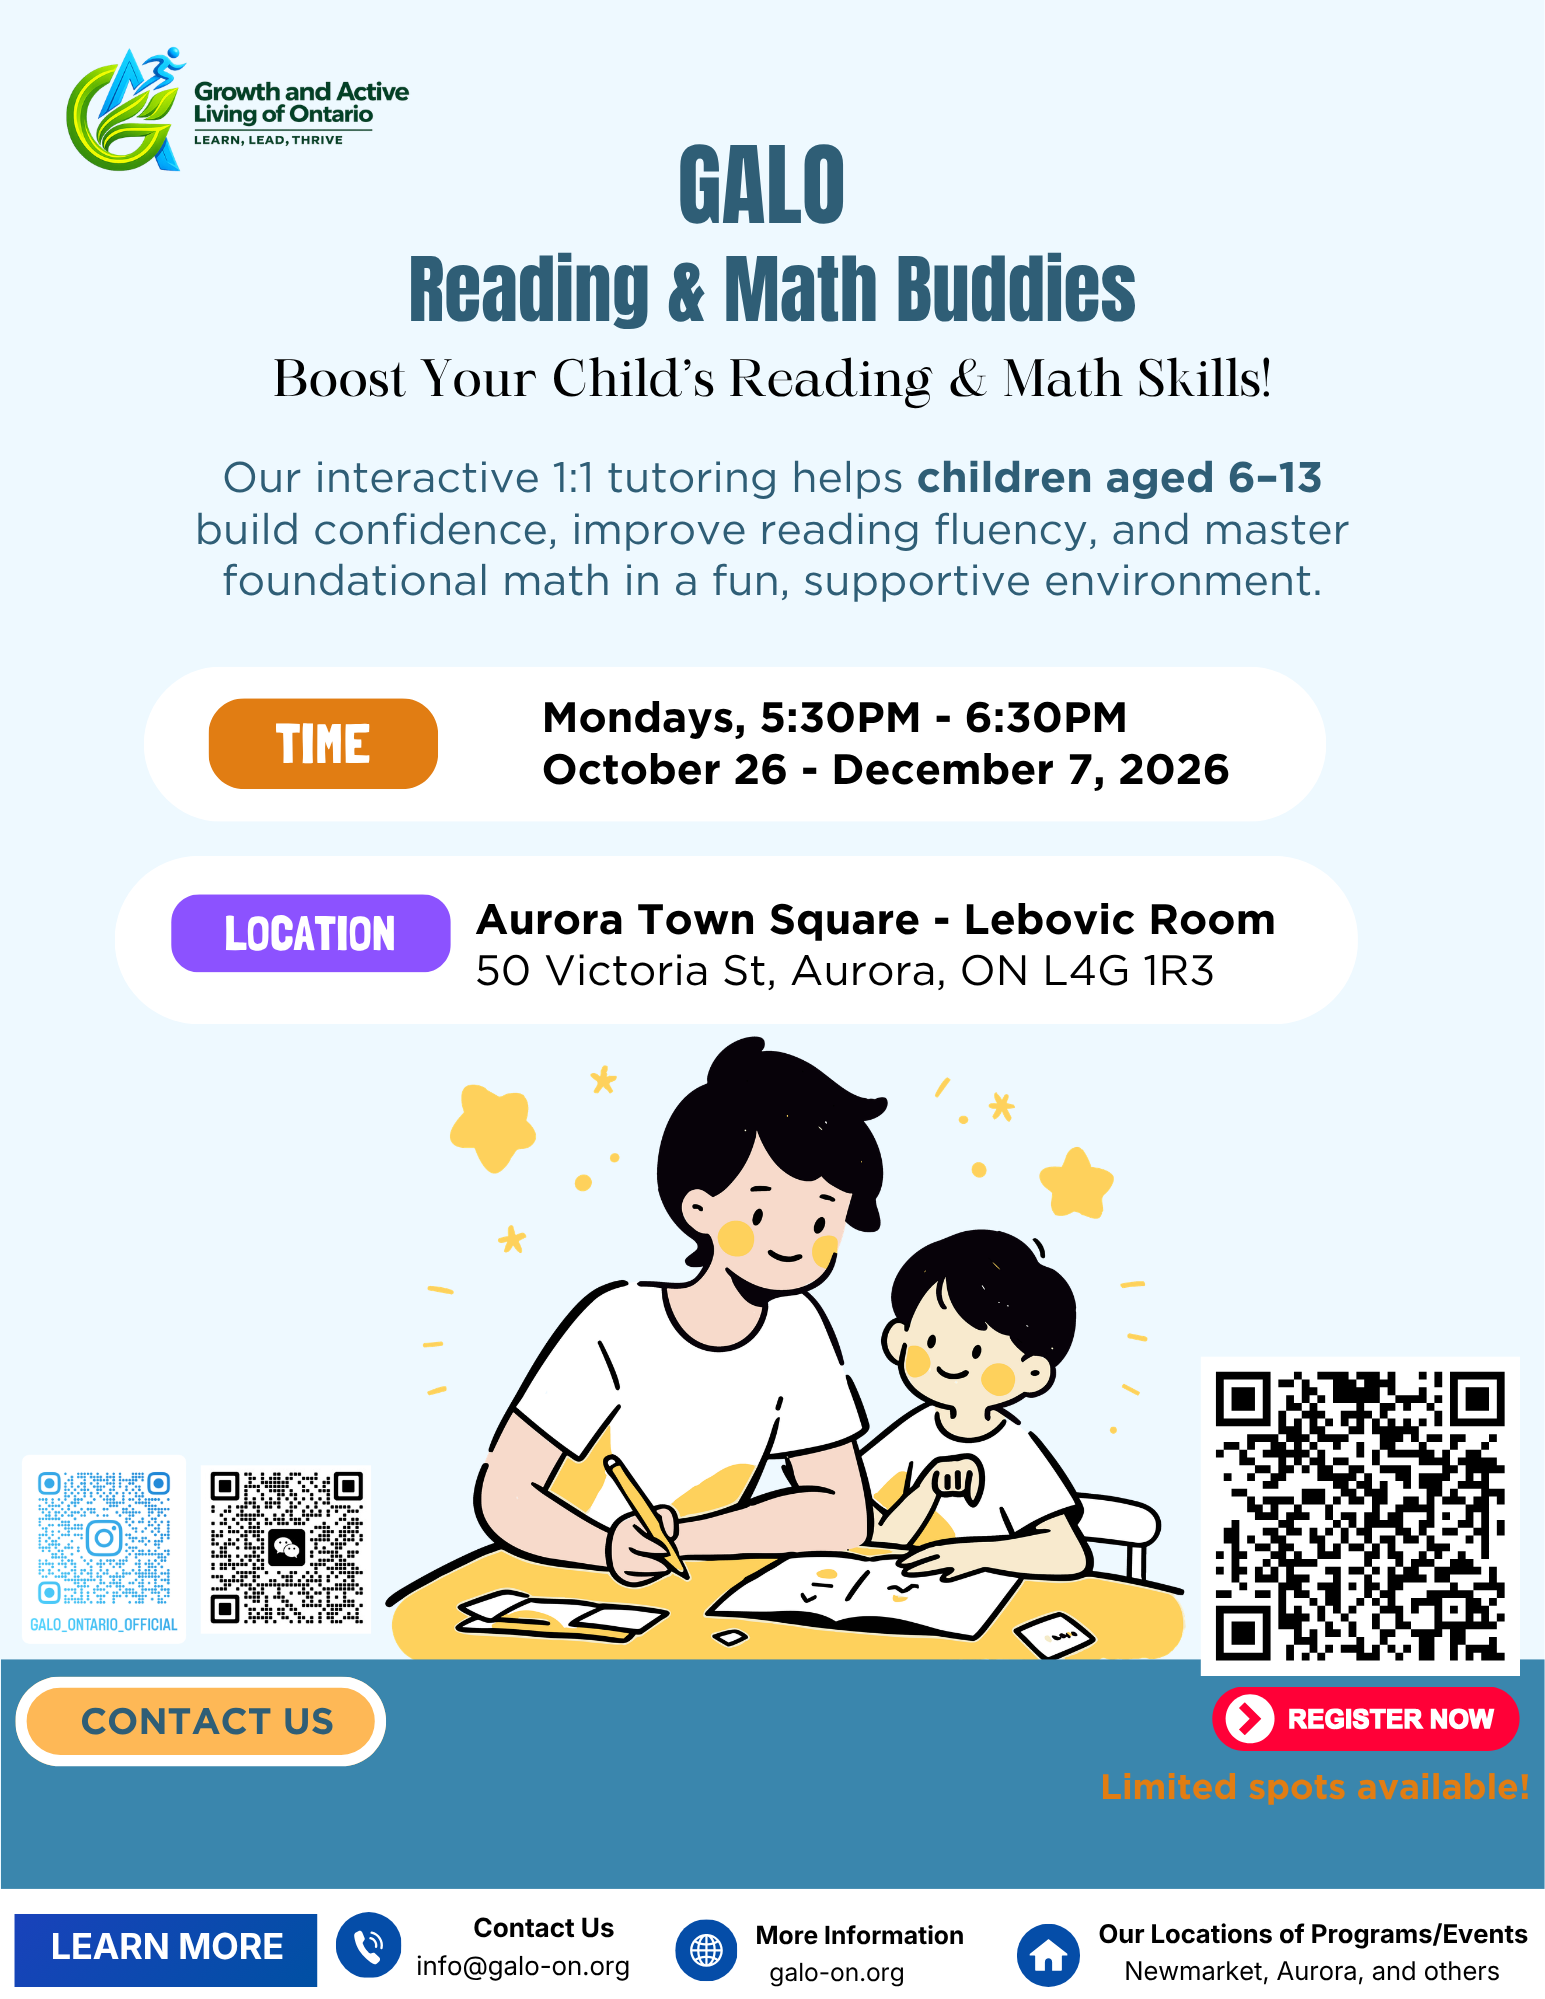 Growth and Active
Living of Ontario
LEARN, LEAD, THRIVE
GALO
Reading & Math Buddies
Boost Your Child's Reading & Math Skills!
Our interactive 1:1 tutoring helps children aged 6–13
build confidence, improve reading fluency, and master
foundational math in a fun, supportive environment.
TIME
Mondays, 5:30PM - 6:30PM
October 26 - December 7, 2026
LOCATION
Aurora Town Square - Lebovic Room
50 Victoria St, Aurora, ON L4G 1R3
GALO_ONTARIO_OFFICIAL
CONTACT US
REGISTER NOW
Limited spots available!
LEARN MORE
Contact Us
info@galo-on.org
More Information
galo-on.org
Our Locations of Programs/Events
Newmarket, Aurora, and others